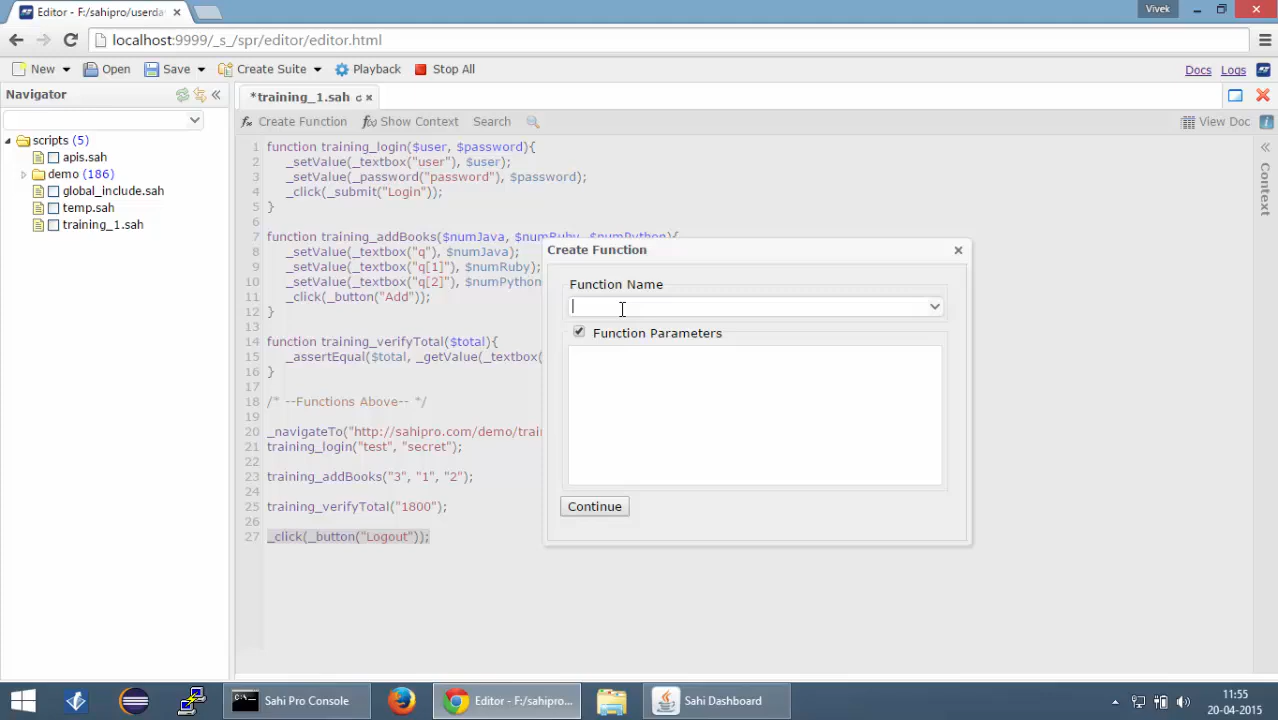 Editor - F:/sahipro/userda
Vivek
localhost:9999/_s_/spr/editor/editor.html
New Open Save Create Suite Playback Stop All Docs Logs
Navigator
*training_1.sah
Create Function Show Context Search View Doc
scripts (5)
apis.sah
demo (186)
global_include.sah
temp.sah
training_1.sah
1 function training_login($user, $password){
2 _setValue(_textbox("user"), $user);
3 _setValue(_password("password"), $password);
4 _click(_submit("Login"));
5 }
6
7 function training_addBooks($numJava, $numRuby, $numPython){
8 _setValue(_textbox("q"), $numJava);
9 _setValue(_textbox("q[1]"), $numRuby);
10 _setValue(_textbox("q[2]"), $numPython
11 _click(_button("Add"));
12 }
13
14 function training_verifyTotal($total){
15 _assertEqual($total, _getValue(_textbox(
16 }
17
18 /* --Functions Above-- */
19
20 _navigateTo("http://sahipro.com/demo/trai
21 training_login("test", "secret");
22
23 training_addBooks("3", "1", "2");
24
25 training_verifyTotal("1800");
26
27 _click(_button("Logout"));
Context
Create Function
Function Name
Function Parameters
Continue
Sahi Pro Console
Editor - F:/sahipro...
Sahi Dashboard
11:55
20-04-2015